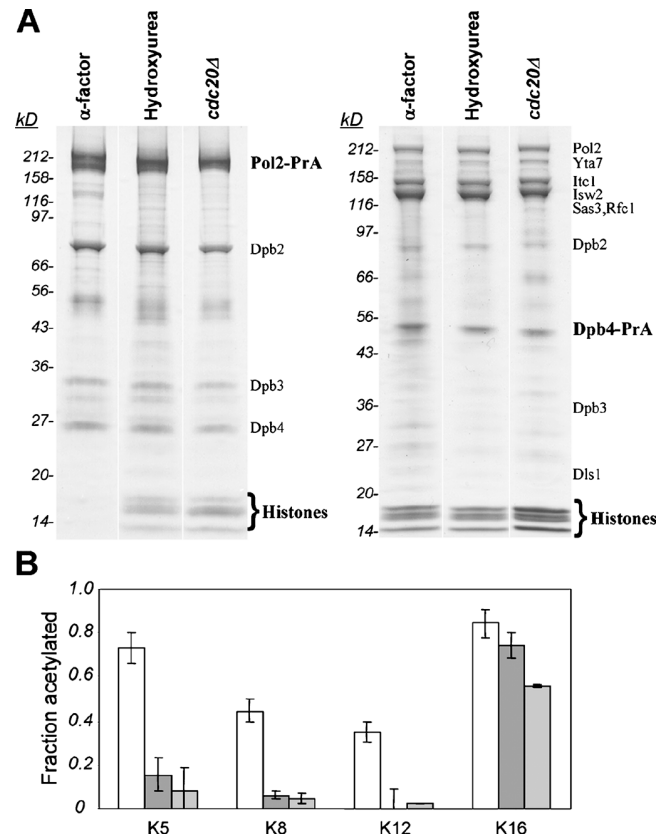 A
α-factor
Hydroxyurea
cdc20Δ
kD
212-
158-
116-
97-
66-
56-
43-
36-
27-
20-
14-
Pol2-PrA
Dpb2
Dpb3
Dpb4
Histones
α-factor
Hydroxyurea
cdc20Δ
kD
212-
158-
116-
97-
66-
56-
43-
36-
27-
20-
14-
Pol2
Yta7
Itc1
Isw2
Sas3,Rfc1
Dpb2
Dpb4-PrA
Dpb3
Dls1
Histones
B
Fraction acetylated
1.0
0.8
0.6
0.4
0.2
0
K5
K8
K12
K16